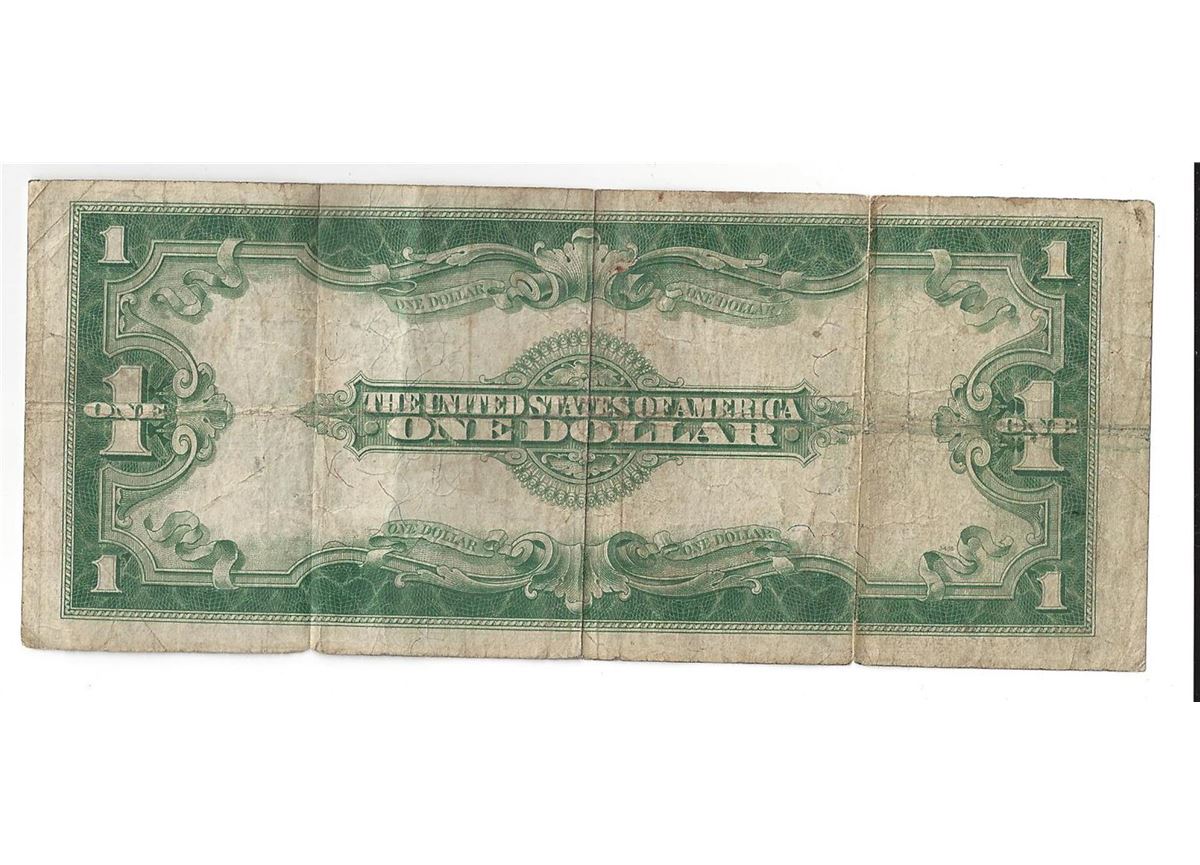 1 1
ONE DOLLAR ONE DOLLAR
THE UNITED STATES OF AMERICA
1 ONE ONE DOLLAR 1 ONE
ONE DOLLAR ONE DOLLAR
1 1